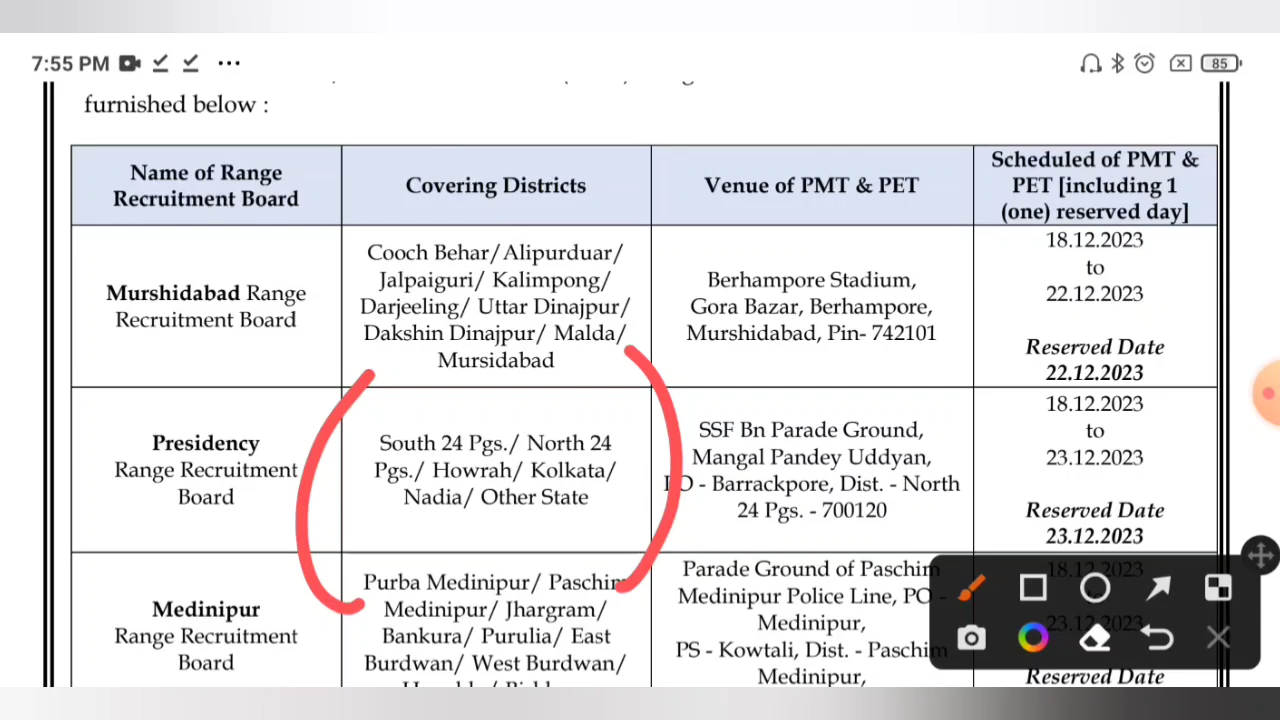 7:55 PM
85
furnished below :
Name of Range
Recruitment Board
Covering Districts
Venue of PMT & PET
Scheduled of PMT &
PET [including 1
(one) reserved day]
Murshidabad Range
Recruitment Board
Cooch Behar/Alipurduar/
Jalpaiguri/ Kalimpong/
Darjeeling/ Uttar Dinajpur/
Dakshin Dinajpur/ Malda/
Mursidabad
Berhampore Stadium,
Gora Bazar, Berhampore,
Murshidabad, Pin- 742101
18.12.2023
to
22.12.2023
Reserved Date
22.12.2023
Presidency
Range Recruitment
Board
South 24 Pgs./ North 24
Pgs./ Howrah/ Kolkata/
Nadia/ Other State
SSF Bn Parade Ground,
Mangal Pandey Uddyan,
PO - Barrackpore, Dist. - North
24 Pgs. - 700120
18.12.2023
to
23.12.2023
Reserved Date
23.12.2023
Medinipur
Range Recruitment
Board
Purba Medinipur/ Paschim
Medinipur/ Jhargram/
Bankura/ Purulia/ East
Burdwan/ West Burdwan/
Parade Ground of Paschim
Medinipur Police Line, PO -
Medinipur,
PS - Kowtali, Dist. - Paschim
Medinipur,
18.12.2023
23.12.2023
Reserved Date